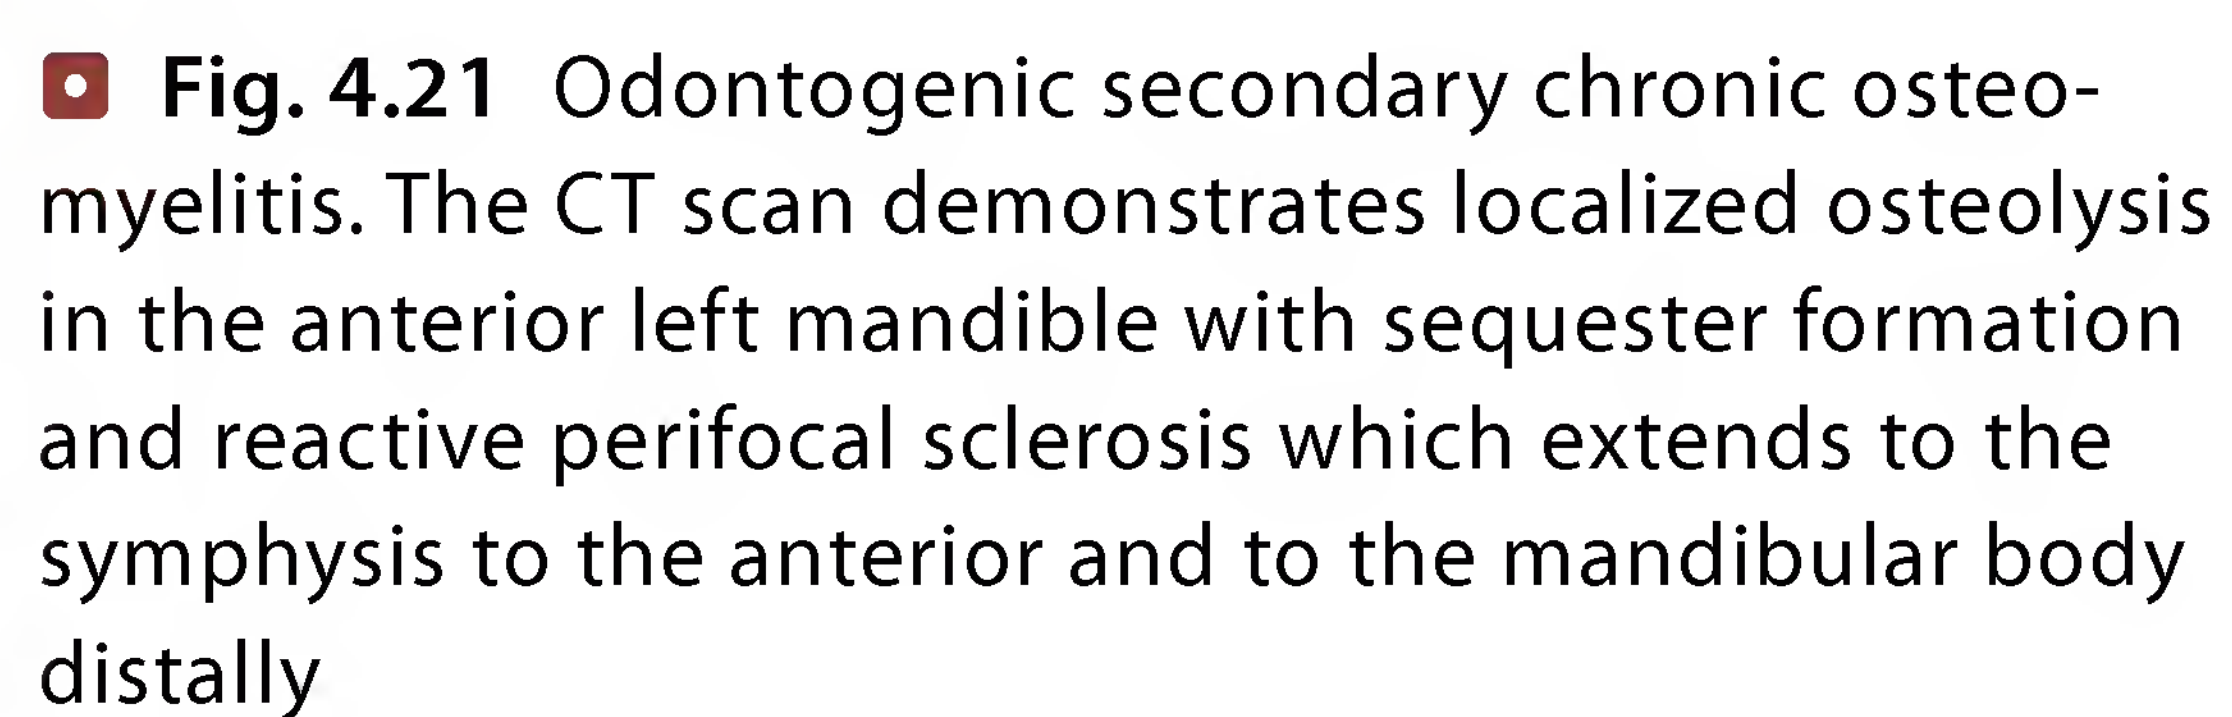 Fig. 4.21 Odontogenic secondary chronic osteo-
myelitis. The CT scan demonstrates localized osteolysis
in the anterior left mandible with sequester formation
and reactive perifocal sclerosis which extends to the
symphysis to the anterior and to the mandibular body
distally